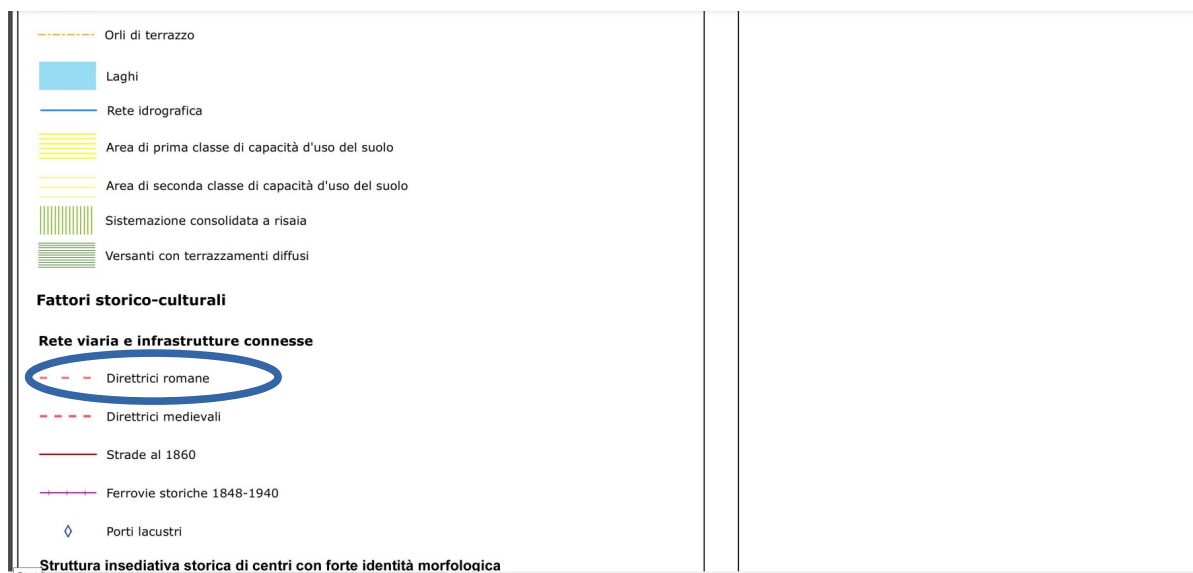 Orli di terrazzo
Laghi
Rete idrografica
Area di prima classe di capacità d'uso del suolo
Area di seconda classe di capacità d'uso del suolo
Sistemazione consolidata a risaia
Versanti con terrazzamenti diffusi
Fattori storico-culturali
Rete viaria e infrastrutture connesse
Direttrici romane
Direttrici medievali
Strade al 1860
Ferrovie storiche 1848-1940
Porti lacustri
Struttura insediativa storica di centri con forte identità morfologica